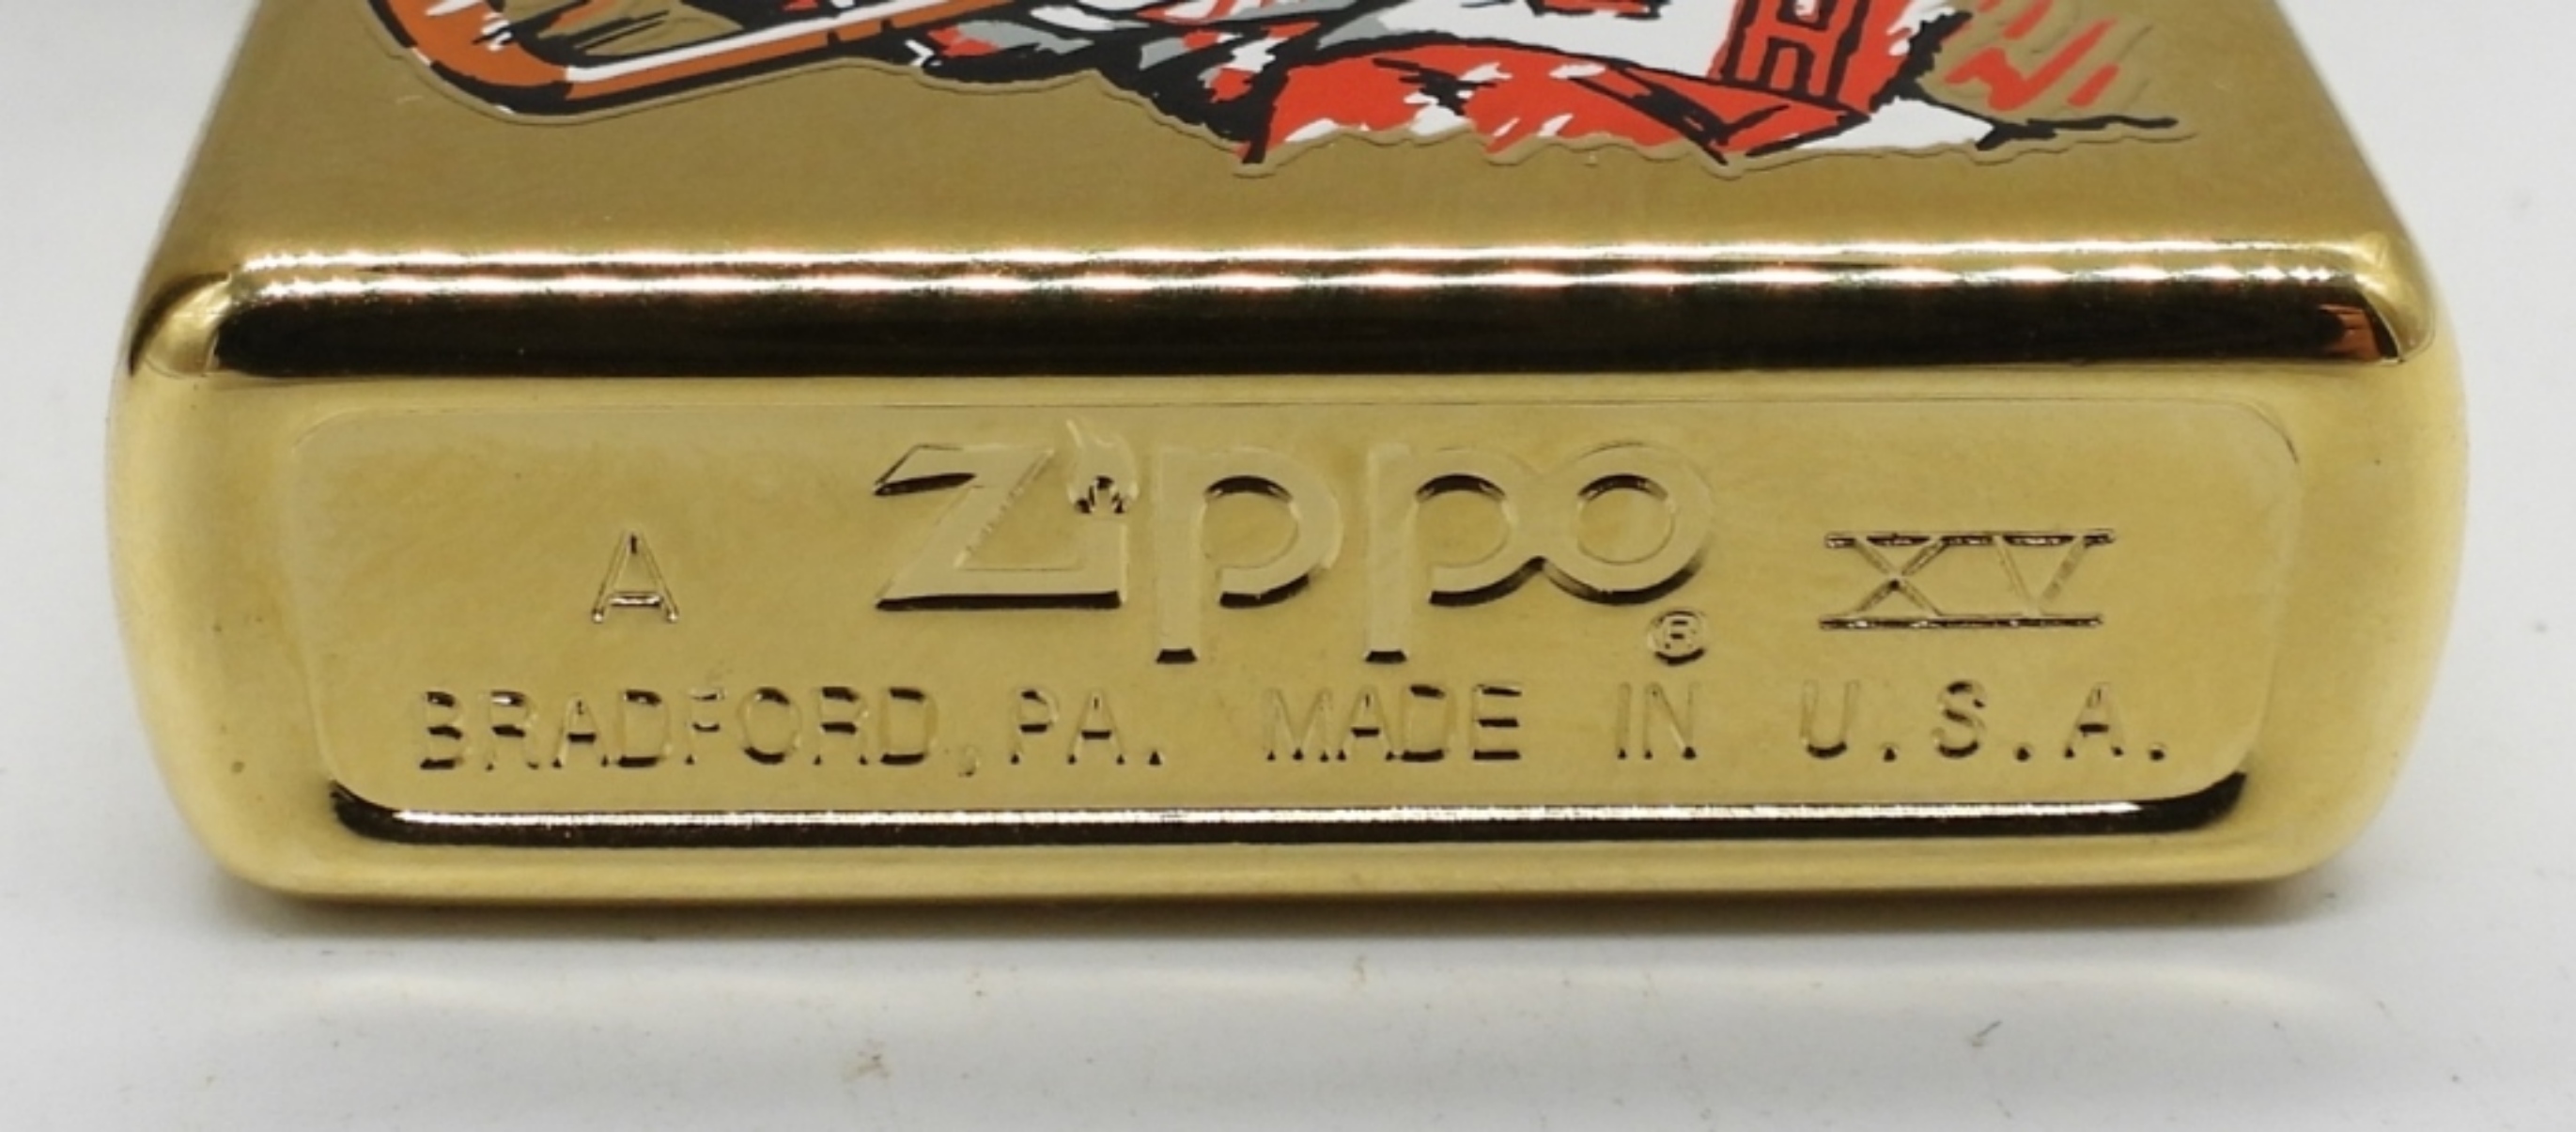 A Zippo® XV
BRADFORD, PA. MADE IN U.S.A.